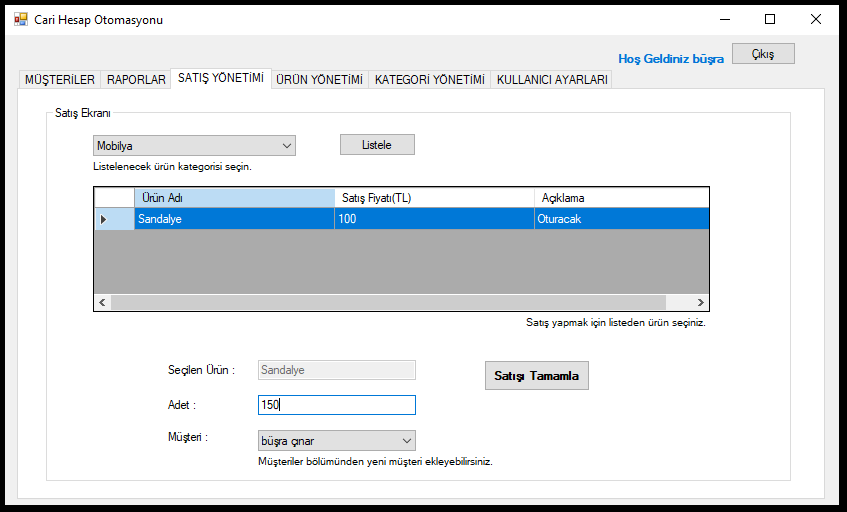 Cari Hesap Otomasyonu
Hoş Geldiniz büşra
Çıkış
MÜŞTERİLER RAPORLAR SATIŞ YÖNETİMİ ÜRÜN YÖNETİMİ KATEGORİ YÖNETİMİ KULLANICI AYARLARI
Satış Ekranı
Mobilya
Listele
Listelenecek ürün kategorisi seçin.
Ürün Adı Satış Fiyatı(TL) Açıklama
Sandalye 100 Oturacak
Satış yapmak için listeden ürün seçiniz.
Seçilen Ürün : Sandalye
Satışı Tamamla
Adet : 150
Müşteri : büşra çınar
Müşteriler bölümünden yeni müşteri ekleyebilirsiniz.